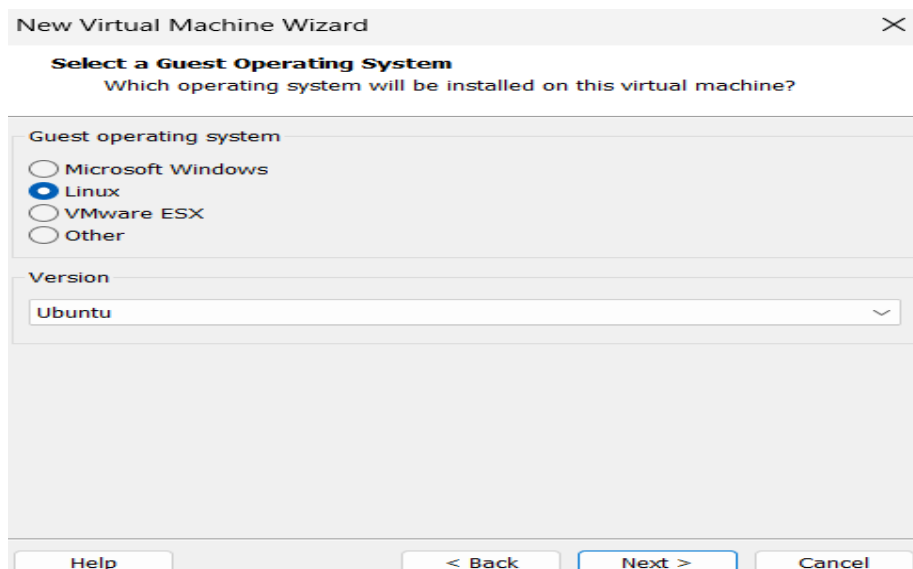 New Virtual Machine Wizard
Select a Guest Operating System
Which operating system will be installed on this virtual machine?
Guest operating system
Microsoft Windows
Linux
VMware ESX
Other
Version
Ubuntu
Help < Back Next > Cancel